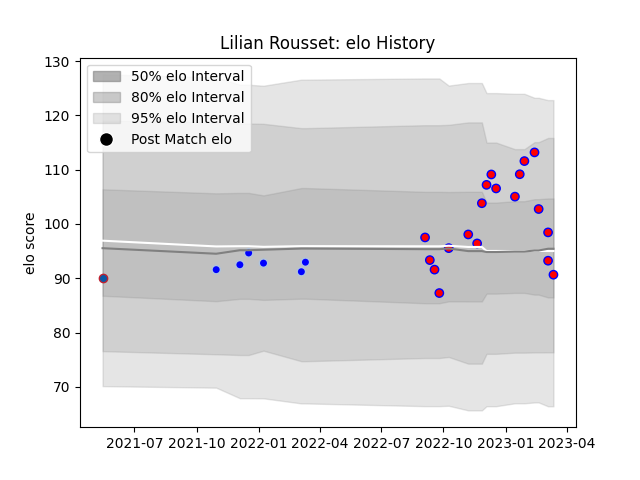 Lilian Rousset: elo History
130
120
110
100
90
80
70
elo score
50% elo Interval
80% elo Interval
95% elo Interval
Post Match elo
2021-07 2021-10 2022-01 2022-04 2022-07 2022-10 2023-01 2023-04